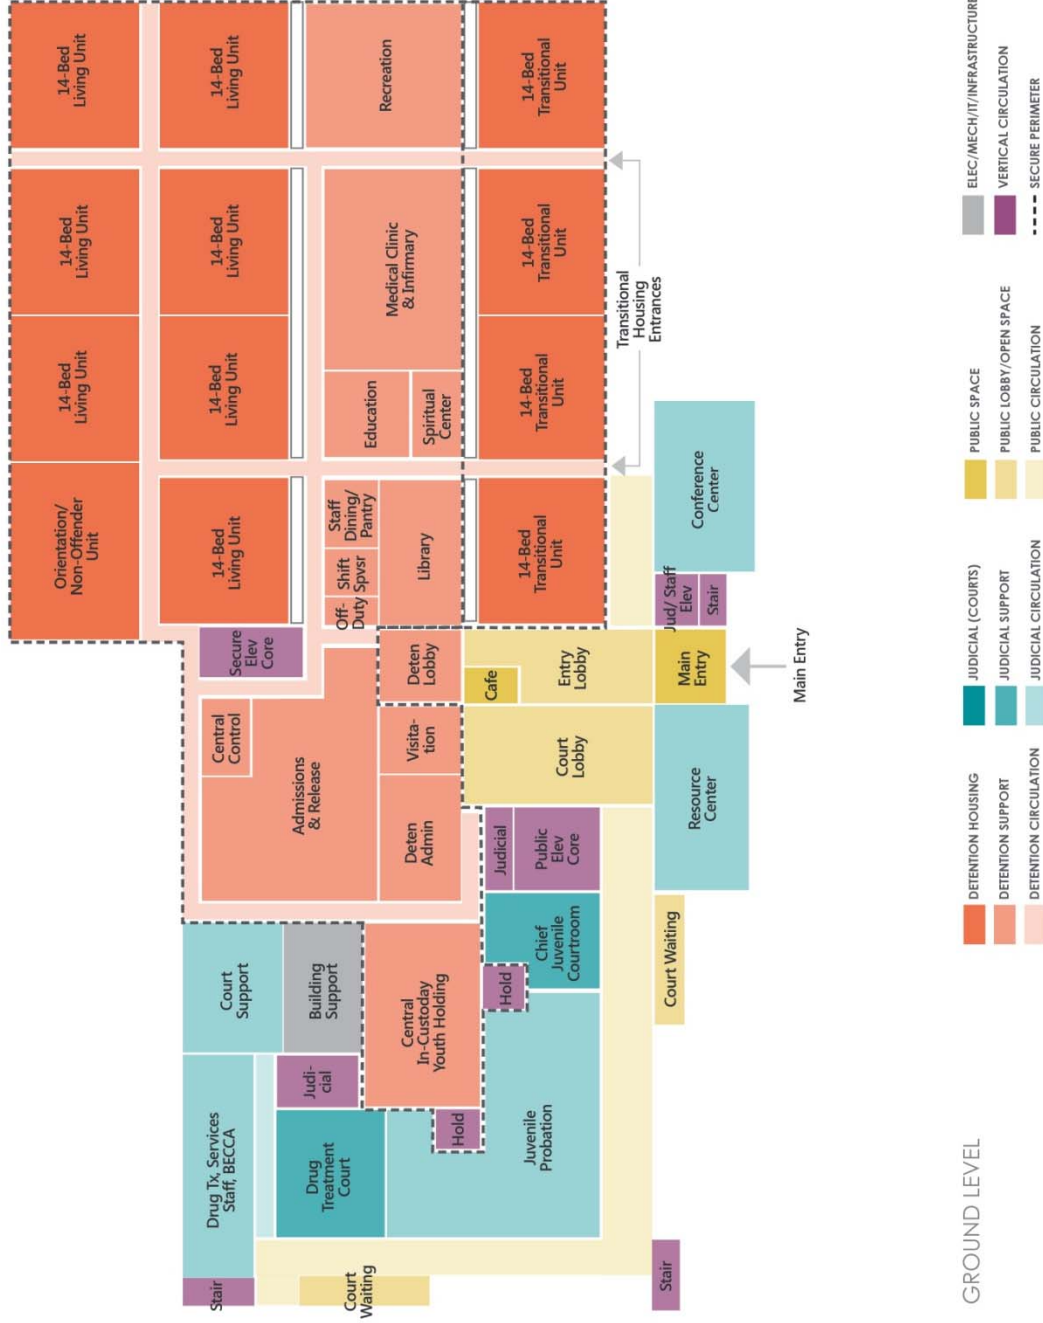 Orientation/
Non-Offender
Unit
14-Bed
Living Unit
14-Bed
Living Unit
14-Bed
Living Unit
14-Bed
Living Unit
14-Bed
Living Unit
14-Bed
Living Unit
14-Bed
Living Unit
Stair
Drug Tx, Services
Staff, BECCA
Court
Support
Central
Control
Secure
Elev
Core
Judi-
cial
Building
Support
Admissions
& Release
Off-
Duty
Shift
Spvsr
Staff
Dining/
Pantry
Education
Medical Clinic
& Infirmary
Recreation
Court
Waiting
Drug
Treatment
Court
Central
In-Custoday
Youth Holding
Deten
Admin
Visita-
tion
Deten
Lobby
Library
Spiritual
Center
Hold
Hold
Judicial
Cafe
Juvenile
Probation
Chief
Juvenile
Courtroom
Public
Elev
Core
Court
Lobby
Entry
Lobby
14-Bed
Transitional
Unit
14-Bed
Transitional
Unit
14-Bed
Transitional
Unit
14-Bed
Transitional
Unit
Transitional
Housing
Entrances
Stair
Court Waiting
Resource
Center
Main
Entry
Jud/ Staff
Elev
Stair
Conference
Center
Main Entry
GROUND LEVEL
DETENTION HOUSING
DETENTION SUPPORT
DETENTION CIRCULATION
JUDICIAL (COURTS)
JUDICIAL SUPPORT
JUDICIAL CIRCULATION
PUBLIC SPACE
PUBLIC LOBBY/OPEN SPACE
PUBLIC CIRCULATION
ELEC/MECH/IT/INFRASTRUCTURE
VERTICAL CIRCULATION
SECURE PERIMETER